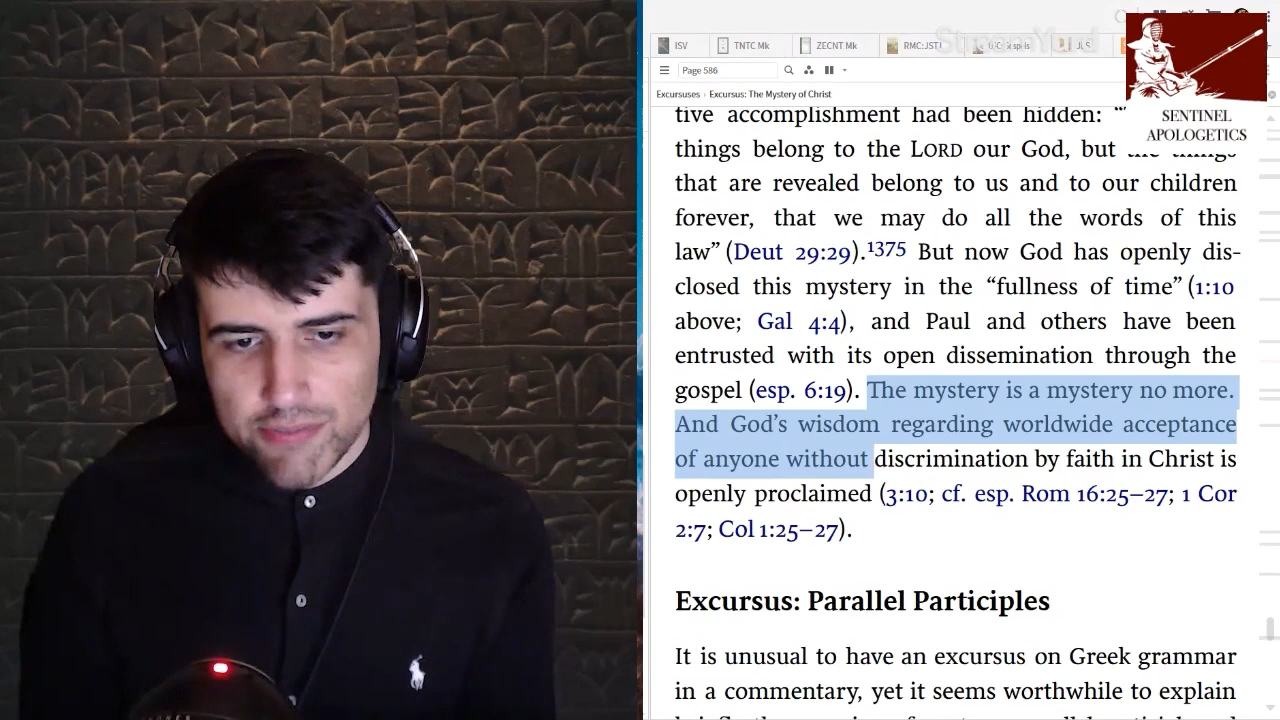 StreamYard
ISV TNTC Mk ZECNT Mk
Page 586
Excursuses › Excursus: The Mystery of Christ
SENTINEL
APOLOGETICS
tive accomplishment had been hidden:
things belong to the LORD our God, but the things
that are revealed belong to us and to our children
forever, that we may do all the words of this
law” (Deut 29:29).1375 But now God has openly dis-
closed this mystery in the “fullness of time” (1:10
above; Gal 4:4), and Paul and others have been
entrusted with its open dissemination through the
gospel (esp. 6:19). The mystery is a mystery no more.
And God’s wisdom regarding worldwide acceptance
of anyone without discrimination by faith in Christ is
openly proclaimed (3:10; cf. esp. Rom 16:25–27; 1 Cor
2:7; Col 1:25–27).
Excursus: Parallel Participles
It is unusual to have an excursus on Greek grammar
in a commentary, yet it seems worthwhile to explain